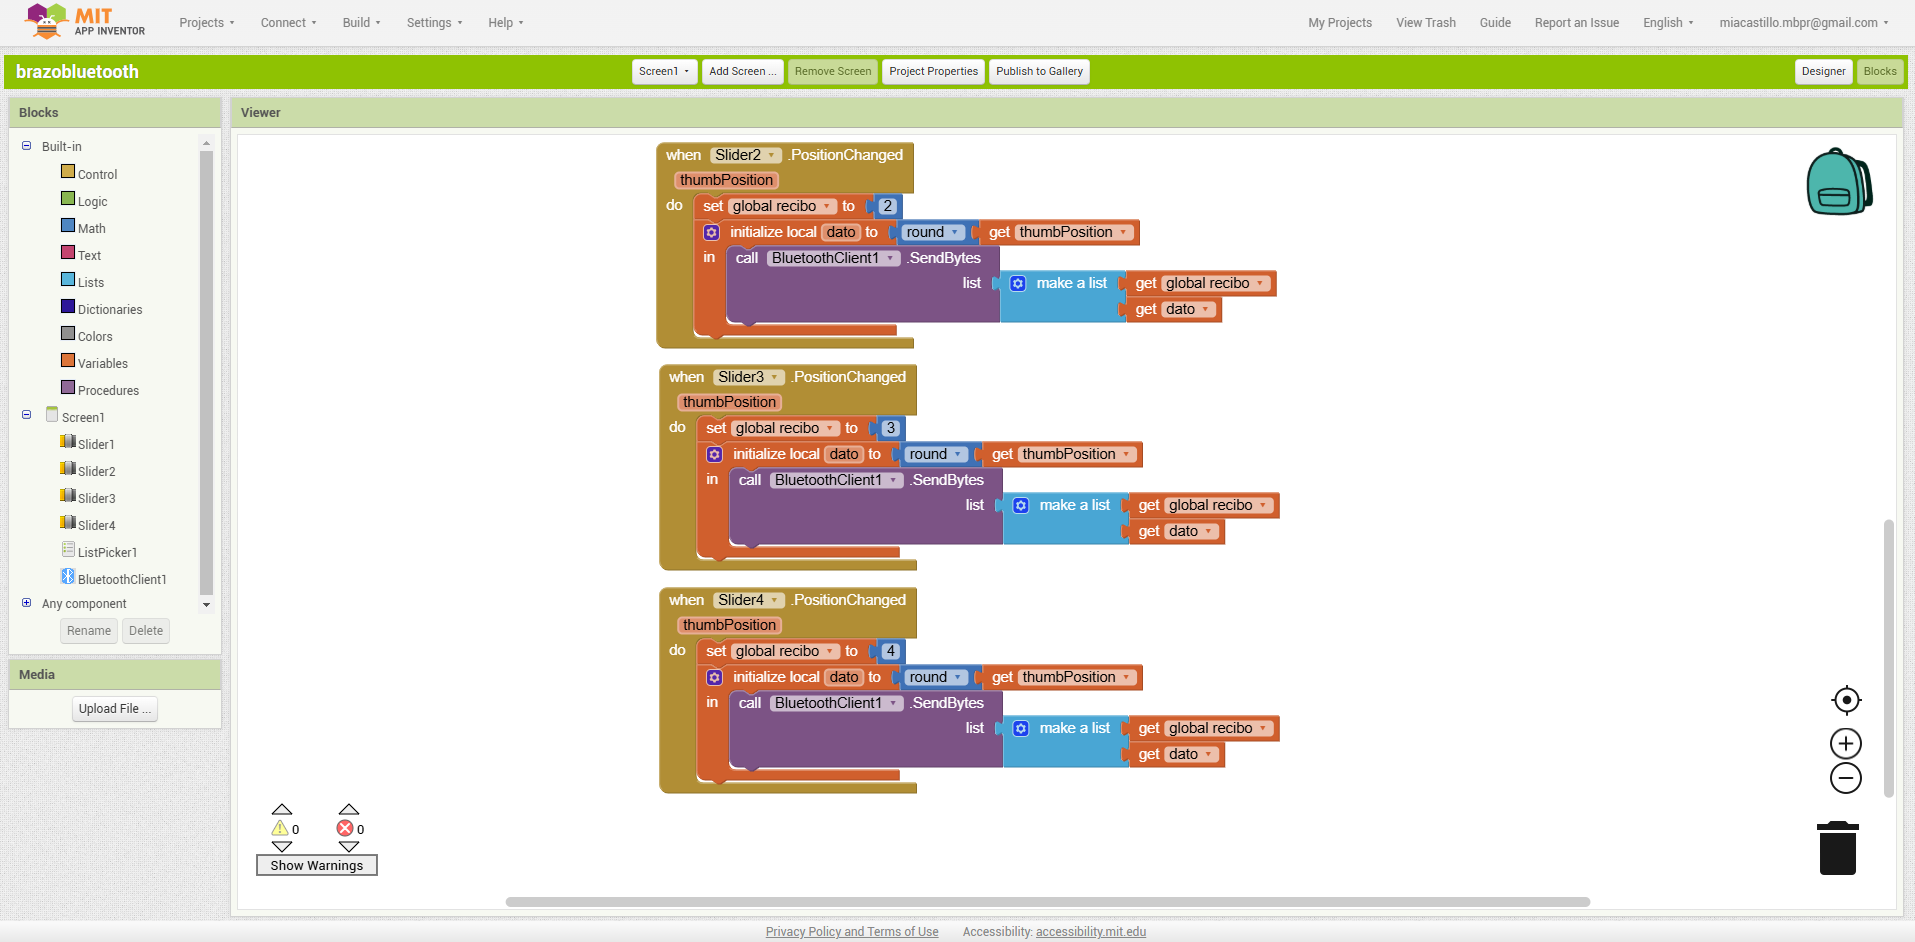 MIT
APP INVENTOR
Projects
Connect
Build
Settings
Help
My Projects
View Trash
Guide
Report an Issue
English
miacastillo.mbpr@gmail.com
brazobluetooth
Screen1
Add Screen ...
Remove Screen
Project Properties
Publish to Gallery
Designer
Blocks
Blocks
Built-in
Control
Logic
Math
Text
Lists
Dictionaries
Colors
Variables
Procedures
Screen1
Slider1
Slider2
Slider3
Slider4
ListPicker1
BluetoothClient1
Any component
Rename
Delete
Media
Upload File ...
Viewer
when Slider2 .PositionChanged
thumbPosition
do set global recibo to 2
initialize local dato to round get thumbPosition
in call BluetoothClient1 .SendBytes
list make a list get global recibo
get dato
when Slider3 .PositionChanged
thumbPosition
do set global recibo to 3
initialize local dato to round get thumbPosition
in call BluetoothClient1 .SendBytes
list make a list get global recibo
get dato
when Slider4 .PositionChanged
thumbPosition
do set global recibo to 4
initialize local dato to round get thumbPosition
in call BluetoothClient1 .SendBytes
list make a list get global recibo
get dato
0 0
Show Warnings
Privacy Policy and Terms of Use Accessibility: accessibility.mit.edu